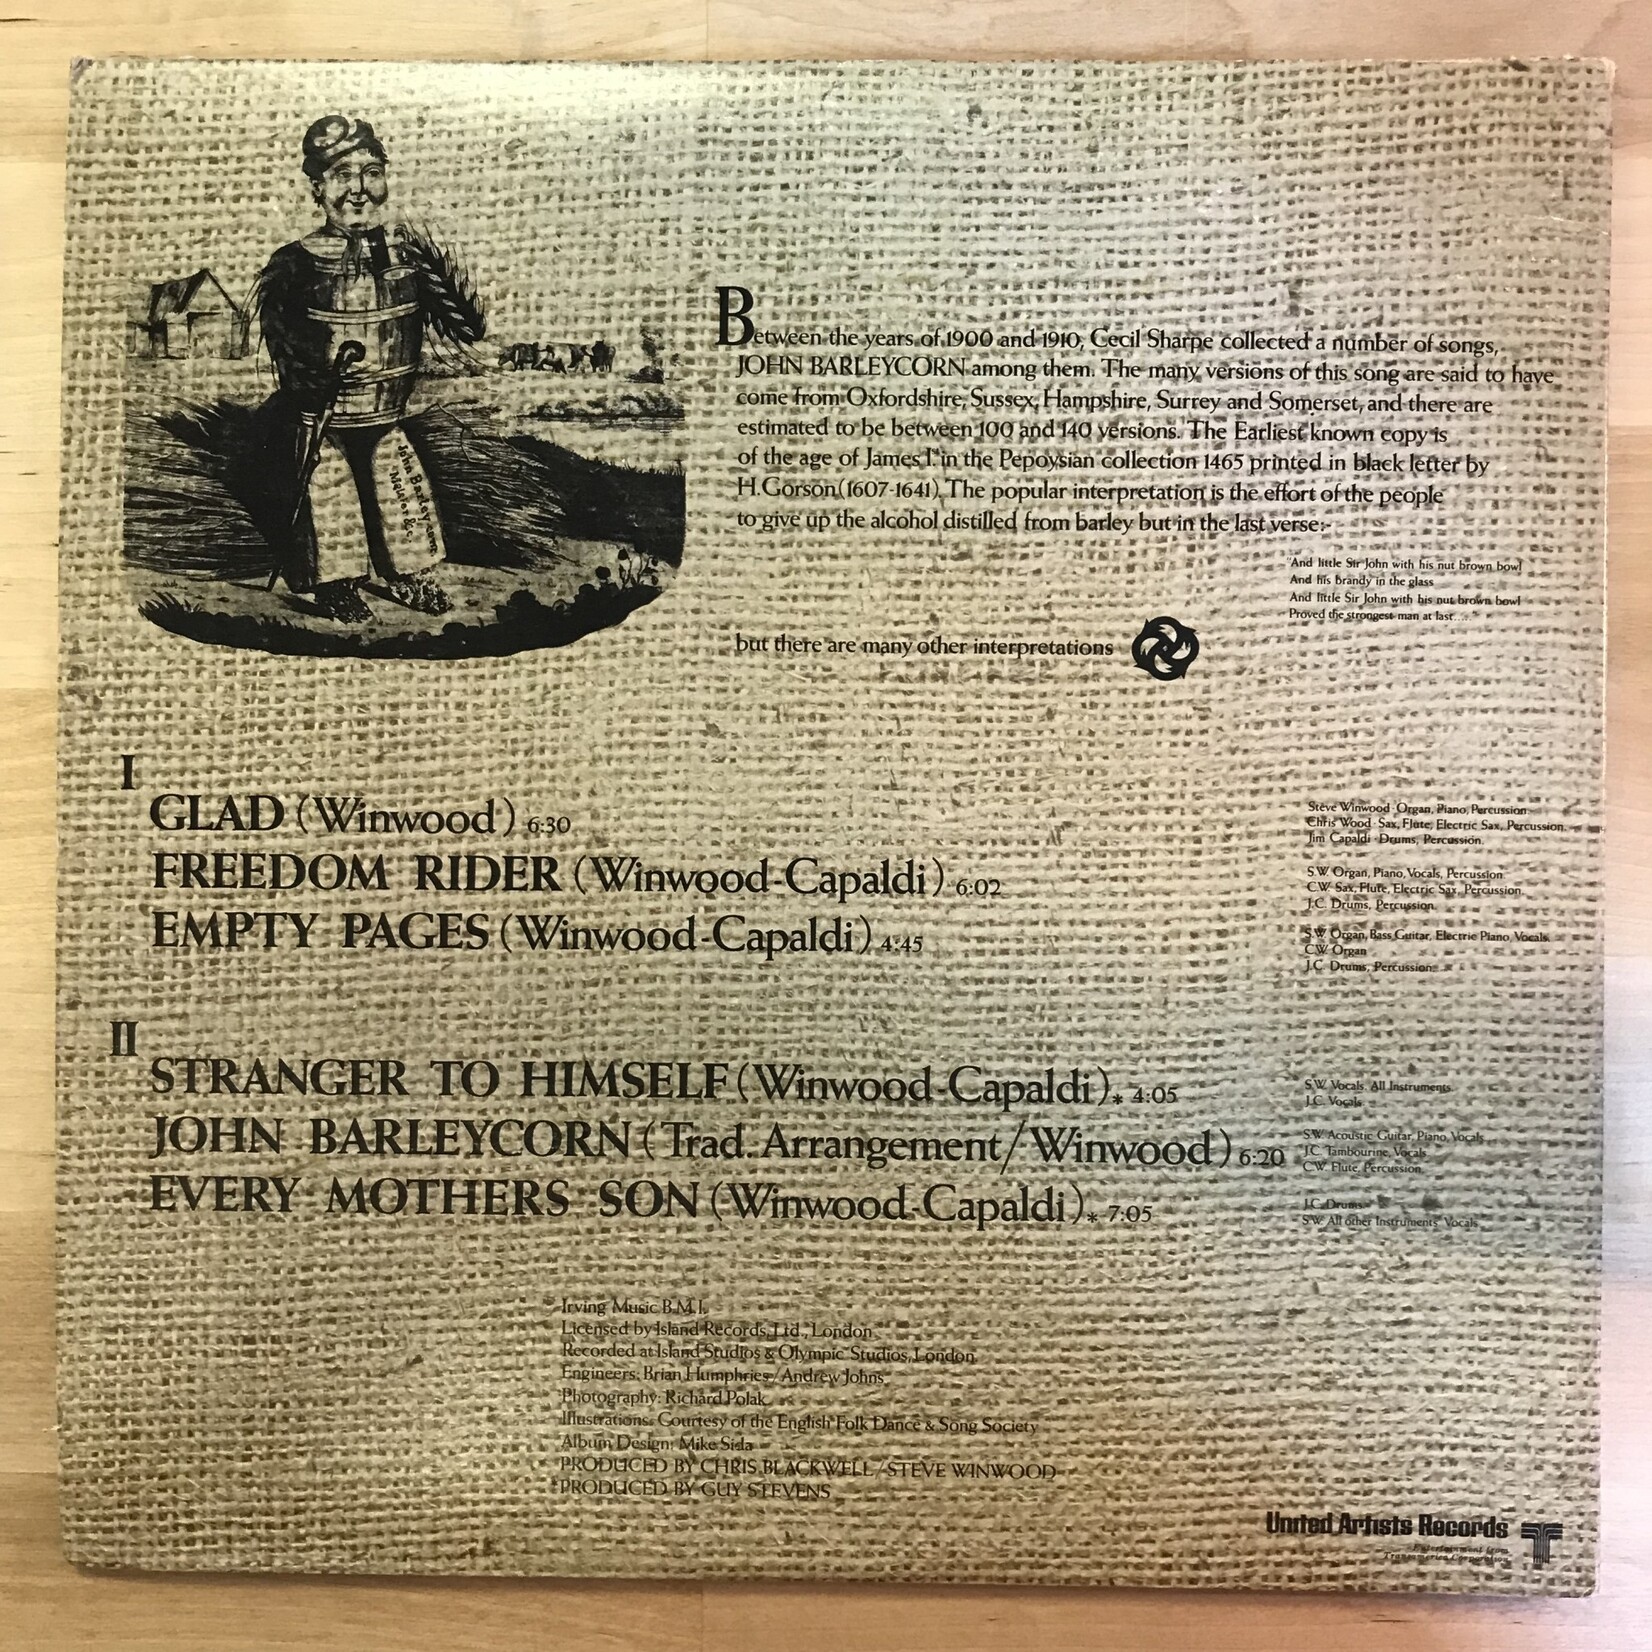 John Barleycorn
Nelétor &c.
Between the years of 1900 and 1910, Cecil Sharpe collected a number of songs,
JOHN BARLEYCORN among them. The many versions of this song are said to have
come from Oxfordshire, Sussex, Hampshire, Surrey and Somerset, and there are
estimated to be between 100 and 140 versions. The Earliest known copy is
of the age of James I. in the Pepoysian collection 1465 printed in black letter by
H.Gorson(1607-1641). The popular interpretation is the effort of the people
to give up the alcohol distilled from barley but in the last verse:-
"And little Sir John with his nut brown bowl
And his brandy in the glass
And little Sir John with his nut brown bowl
Proved the strongest man at last...."
but there are many other interpretations
I
GLAD (Winwood) 6:30
FREEDOM RIDER (Winwood-Capaldi) 6:02
EMPTY PAGES (Winwood-Capaldi) 4:45
Steve Winwood-Organ, Piano, Percussion.
Chris Wood-Sax, Flute, Electric Sax, Percussion.
Jim Capaldi-Drums, Percussion.
S.W. Organ, Piano, Vocals, Percussion.
C.W. Sax, Flute, Electric Sax, Percussion.
J.C. Drums, Percussion.
S.W. Organ, Bass Guitar, Electric Piano, Vocals.
C.W. Organ
J.C. Drums, Percussion.
II
STRANGER TO HIMSELF (Winwood-Capaldi)* 4:05
JOHN BARLEYCORN (Trad. Arrangement/Winwood) 6:20
EVERY MOTHERS SON (Winwood-Capaldi)* 7:05
S.W. Vocals. All Instruments.
J.C. Vocals.
S.W. Acoustic Guitar, Piano, Vocals.
J.C. Tambourine, Vocals.
C.W. Flute, Percussion.
J.C. Drums
S.W. All other Instruments Vocals
Irving Music B.M.I.
Licensed by Island Records, Ltd., London
Recorded at Island Studios & Olympic Studios, London.
Engineers: Brian Humphries/Andrew Johns
Photography: Richard Polak
Illustrations: Courtesy of the English Folk Dance & Song Society
Album Design: Mike Sida
PRODUCED BY CHRIS BLACKWELL/STEVE WINWOOD
*PRODUCED BY GUY STEVENS
United Artists Records
Entertainment from
Transamerica Corporation